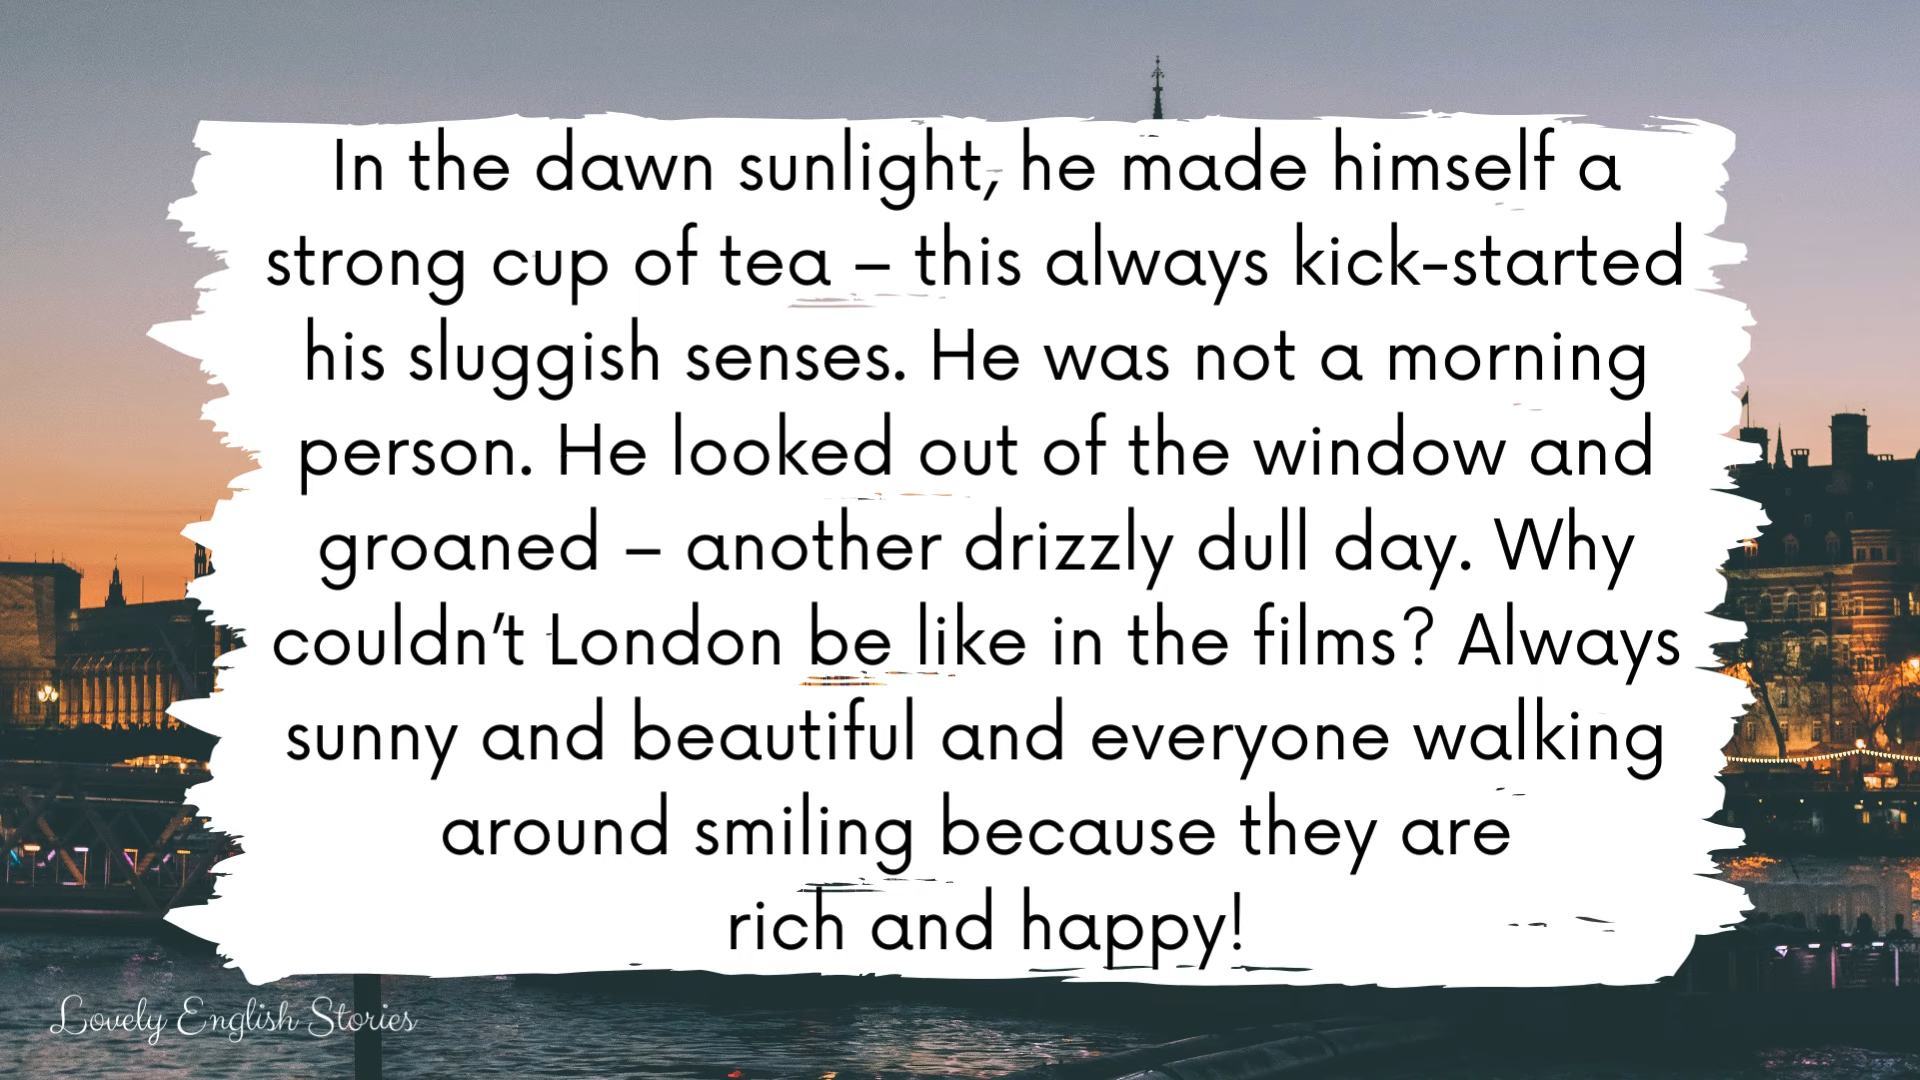 In the dawn sunlight, he made himself a
strong cup of tea – this always kick-started
his sluggish senses. He was not a morning
person. He looked out of the window and
groaned – another drizzly dull day. Why
couldn’t London be like in the films? Always
sunny and beautiful and everyone walking
around smiling because they are
rich and happy!
Lovely English Stories